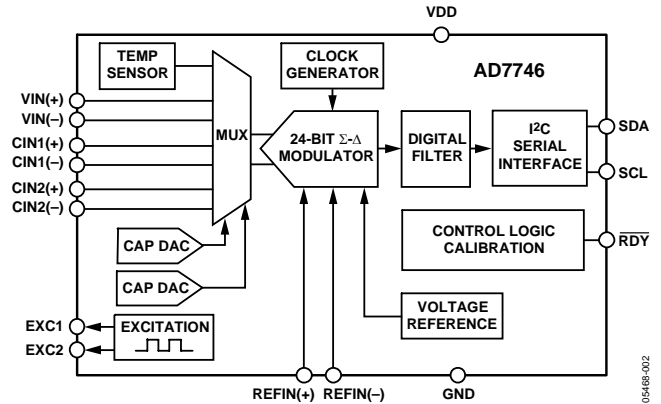 VDD
TEMP
SENSOR
CLOCK
GENERATOR
AD7746
VIN(+)
VIN(–)
CIN1(+)
CIN1(–)
CIN2(+)
CIN2(–)
MUX
24-BIT Σ-Δ
MODULATOR
DIGITAL
FILTER
I²C
SERIAL
INTERFACE
SDA
SCL
CAP DAC
CAP DAC
CONTROL LOGIC
CALIBRATION
RDY
EXC1
EXC2
EXCITATION
VOLTAGE
REFERENCE
REFIN(+)
REFIN(–)
GND
05468-002